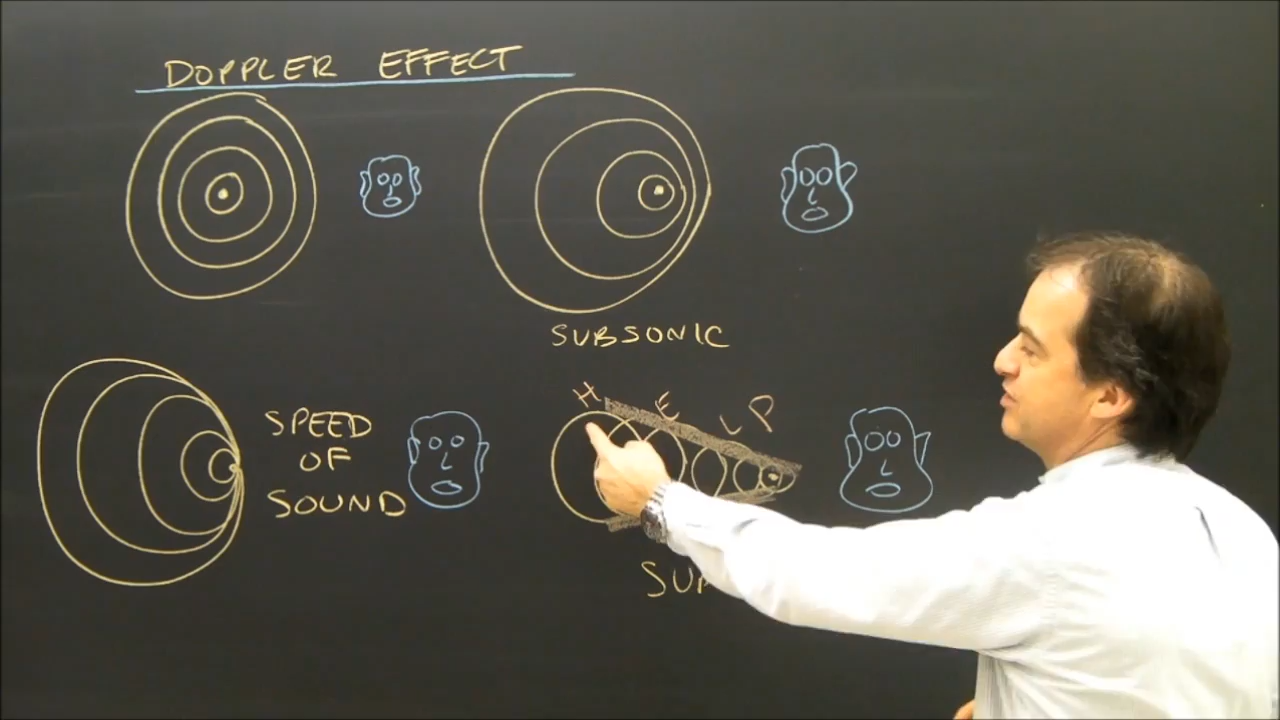 DOPPLER EFFECT
SUBSONIC
SPEED
OF
SOUND
H E L P